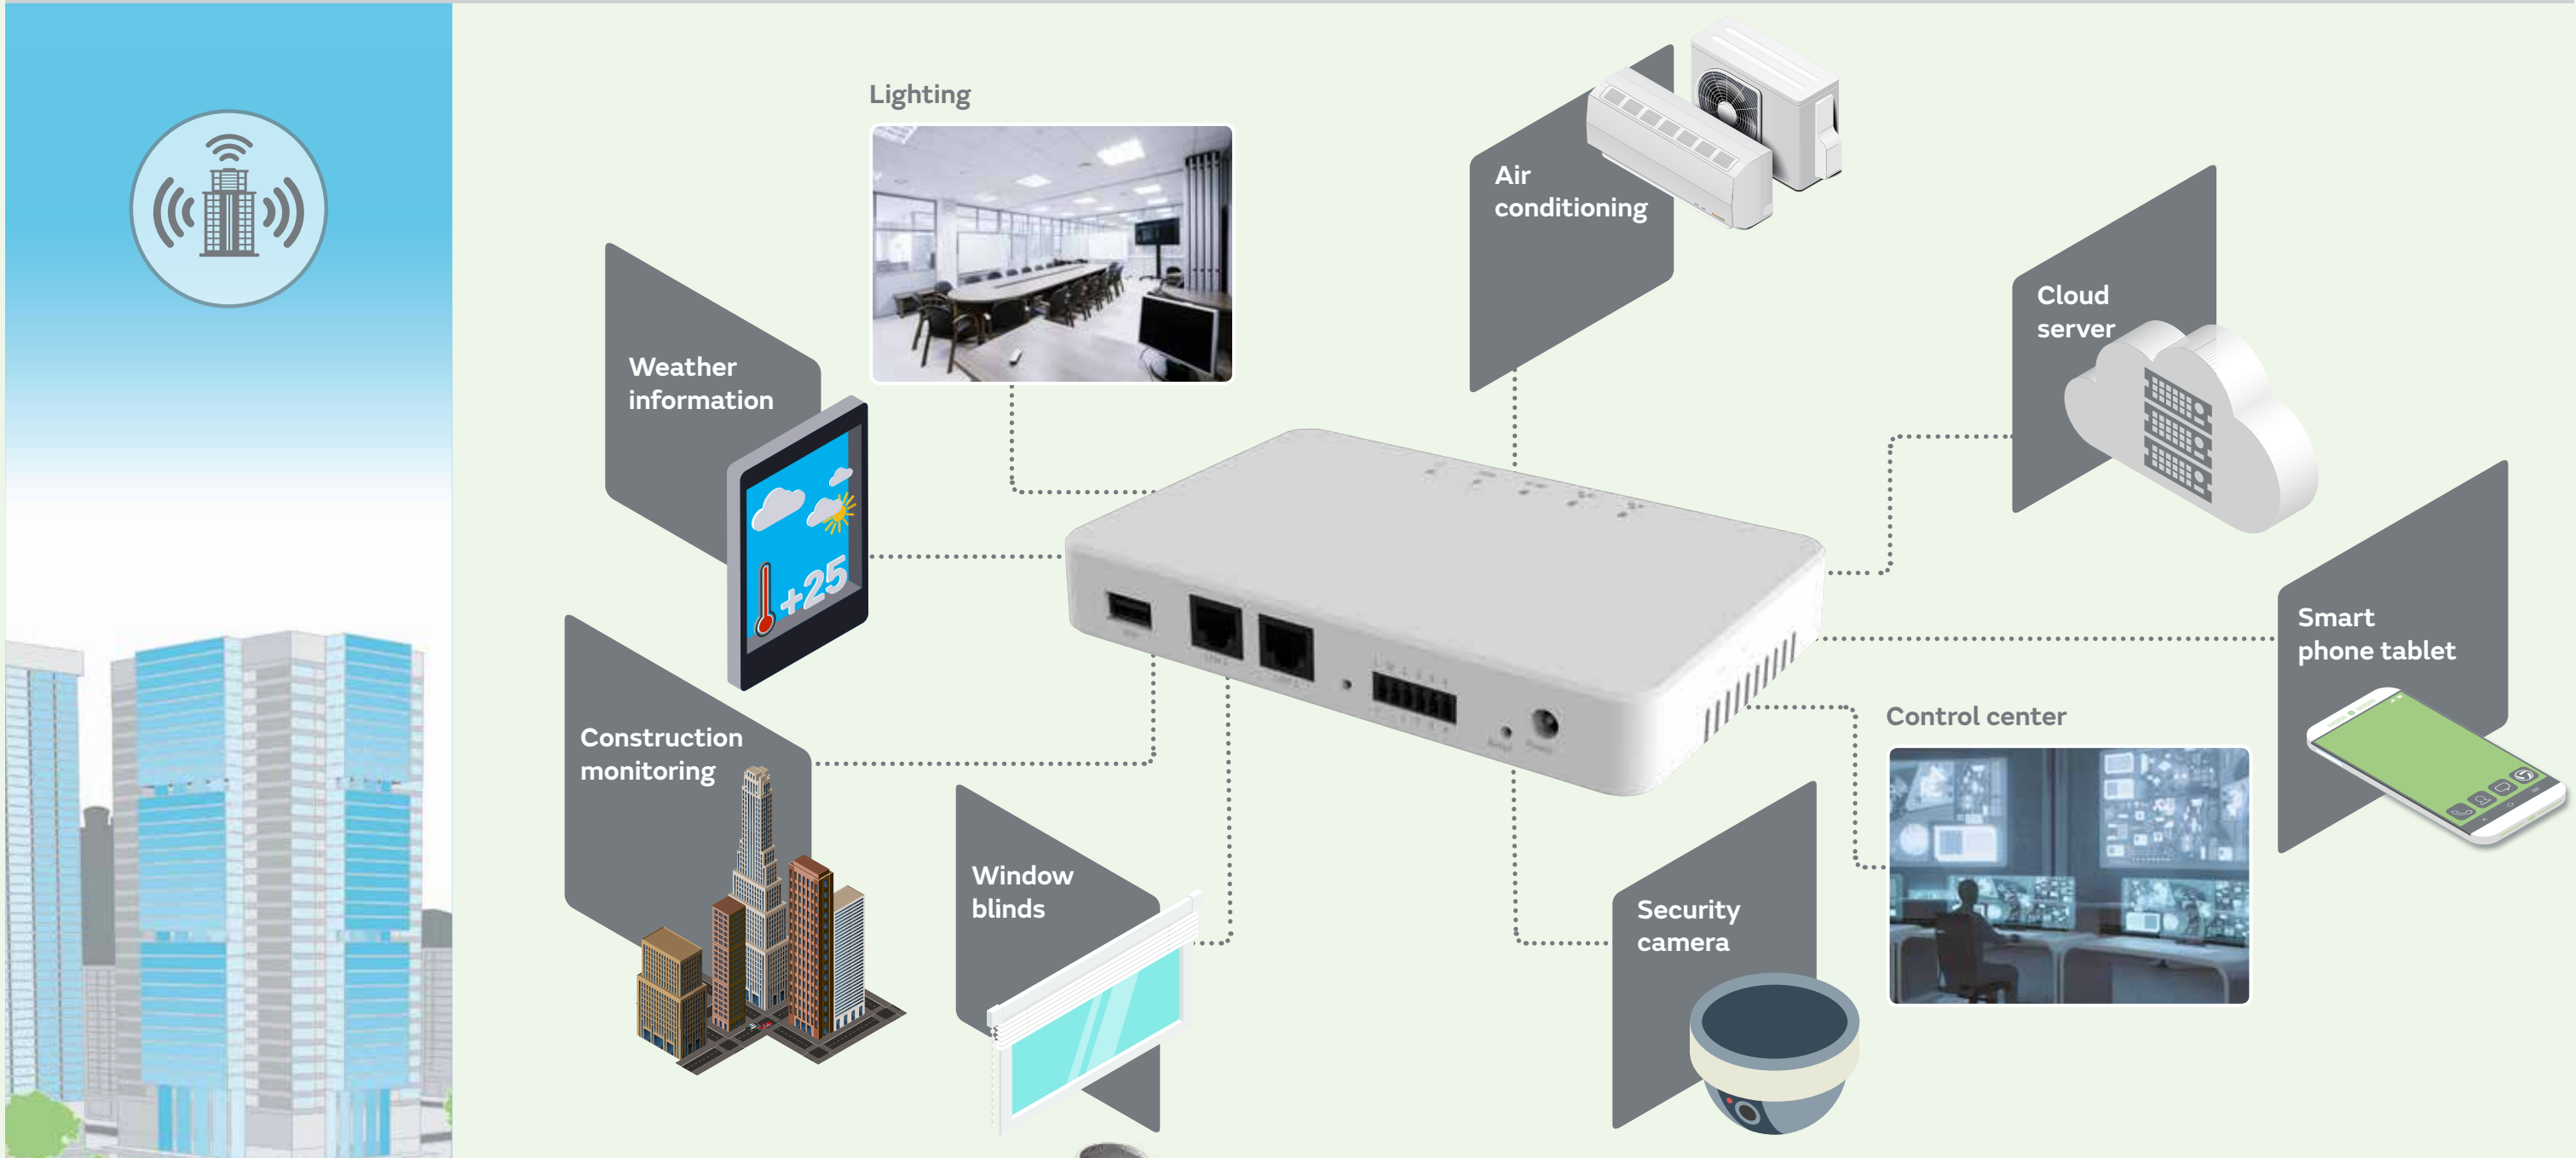 Lighting
Air
conditioning
Cloud
server
Weather
information
+25
Smart
phone tablet
Construction
monitoring
Control center
Window
blinds
Security
camera